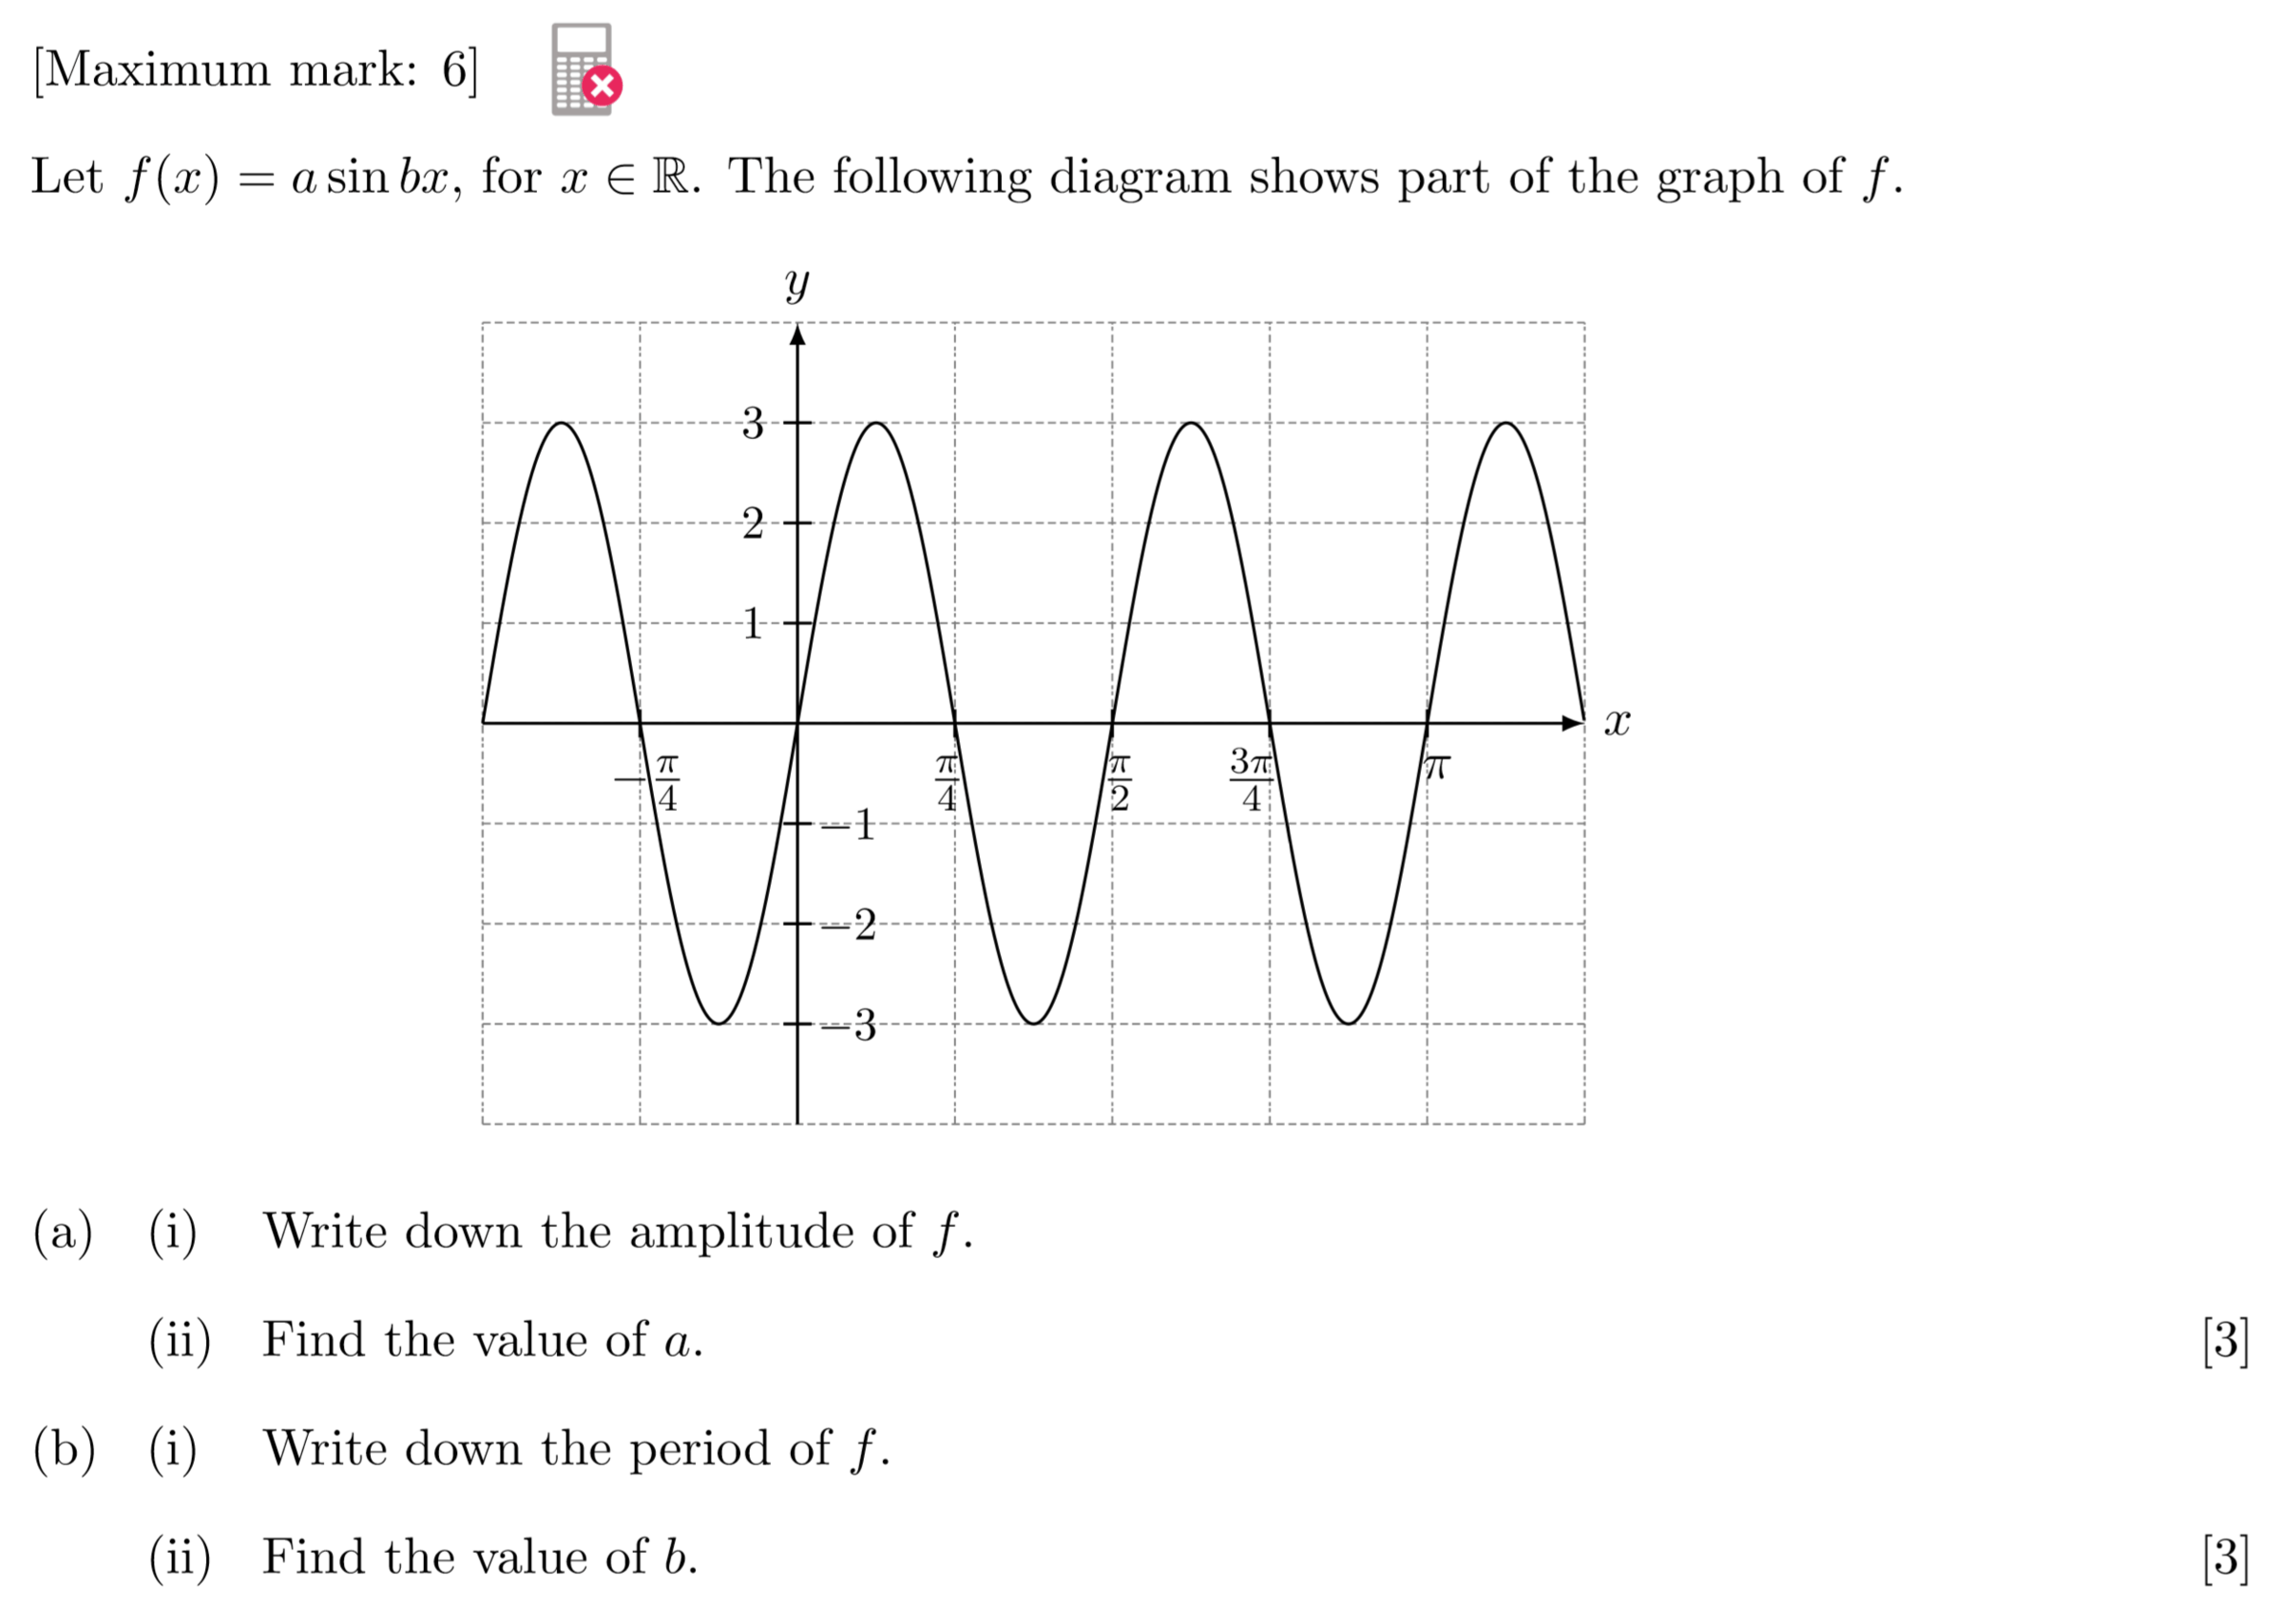 [Maximum mark: 6]
Let f(x) = a sin bx, for x ∈ ℝ. The following diagram shows part of the graph of f.
y
3
2
1
x
−π/4
π/4
π/2
3π/4
π
−1
−2
−3
(a) (i) Write down the amplitude of f.
(ii) Find the value of a. [3]
(b) (i) Write down the period of f.
(ii) Find the value of b. [3]